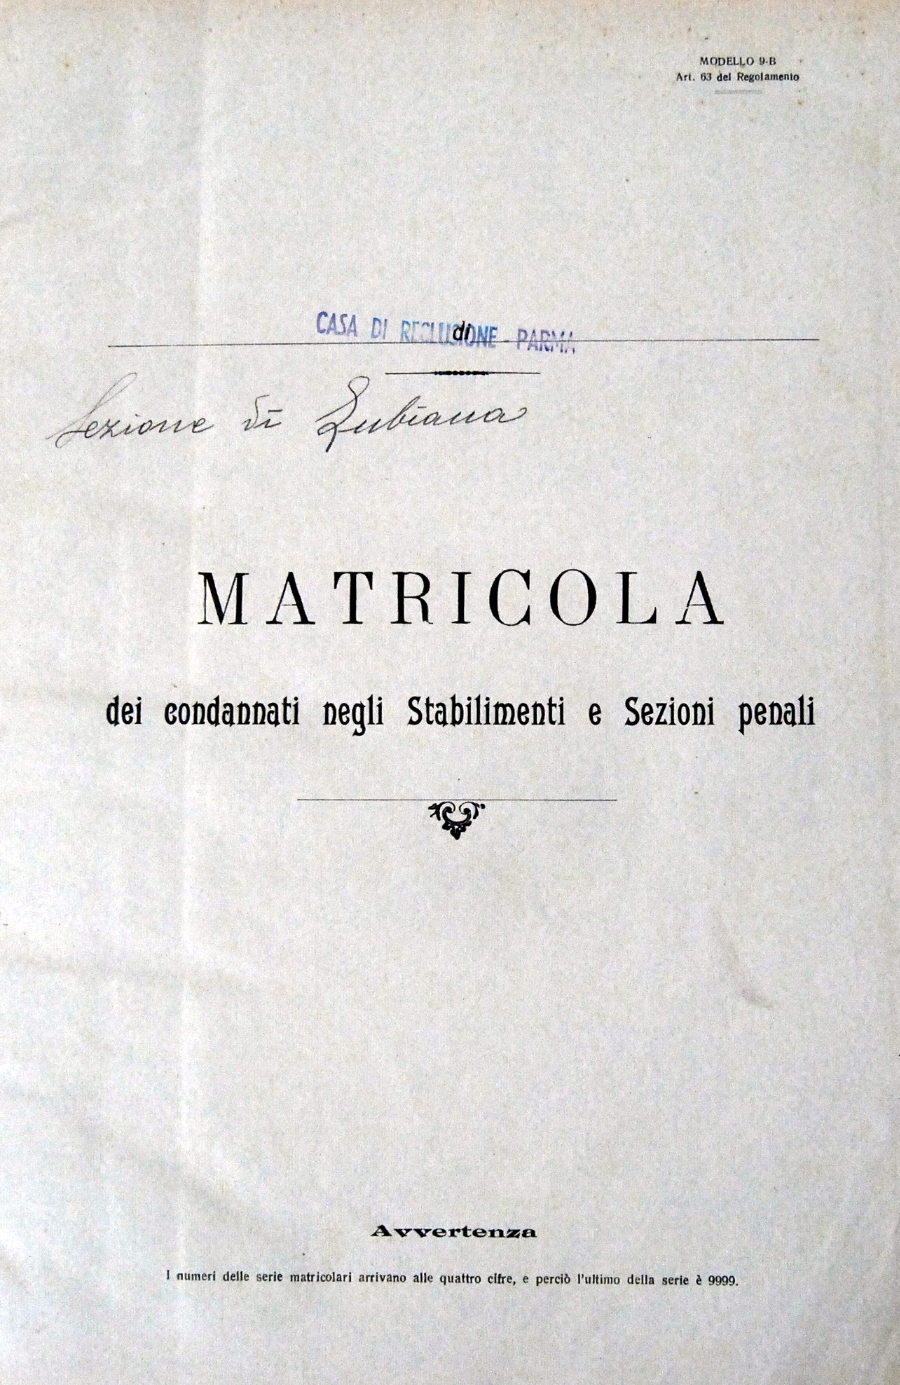 MODELLO 9-B
Art. 63 del Regolamento
CASA DI RECLUSIONE - PARMA
di
Sezione di Lubiana
MATRICOLA
dei condannati negli Stabilimenti e Sezioni penali
Avvertenza
I numeri delle serie matricolari arrivano alle quattro cifre, e perciò l'ultimo della serie è 9999.